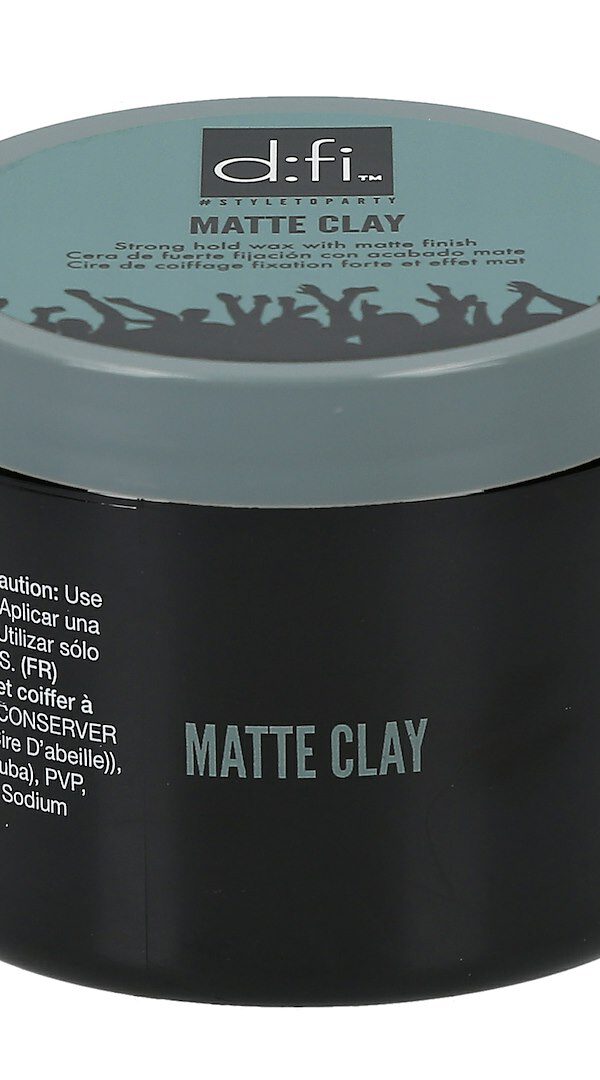 d:fi™
#STYLETOPARTY
MATTE CLAY
Strong hold wax with matte finish
Cera de fuerte fijación con acabado mate
Cire de coiffage fixation forte et effet mat
aution: Use
Aplicar una
Utilizar sólo
S. (FR)
et coiffer à
CONSERVER
ire D'abeille)),
uba), PVP,
Sodium
MATTE CLAY